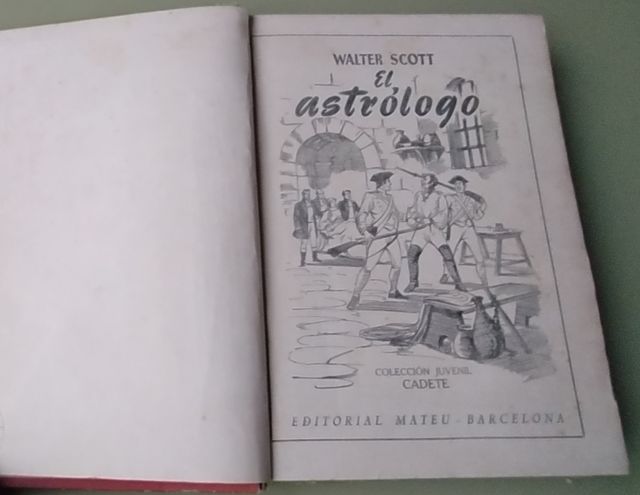 WALTER SCOTT
El
astrólogo
COLECCIÓN JUVENIL
CADETE
EDITORIAL MATEU - BARCELONA